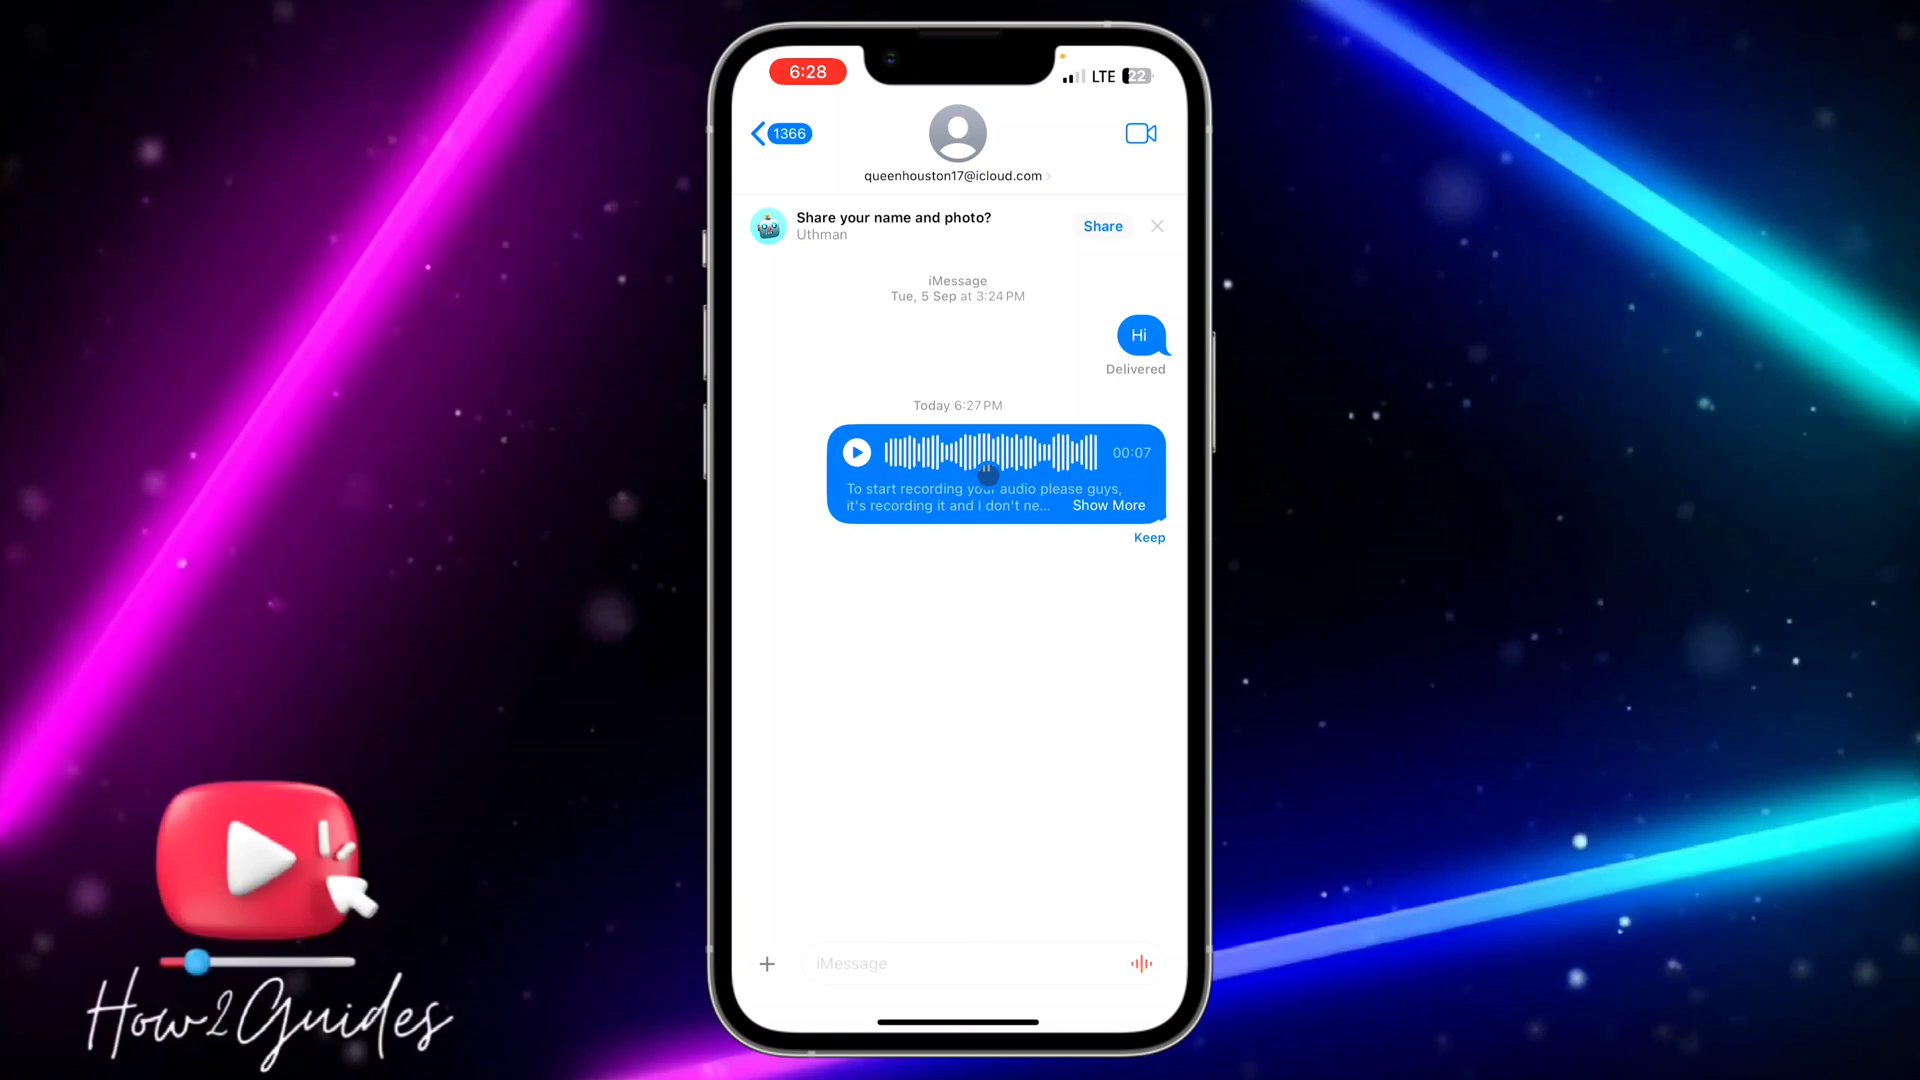 6:28
LTE 22
1366
queenhouston17@icloud.com
Share your name and photo?
Uthman
Share
iMessage
Tue, 5 Sep at 3:24 PM
Hi
Delivered
Today 6:27 PM
00:07
To start recording your audio please guys,
it's recording it and I don't ne... Show More
Keep
iMessage
How2Guides